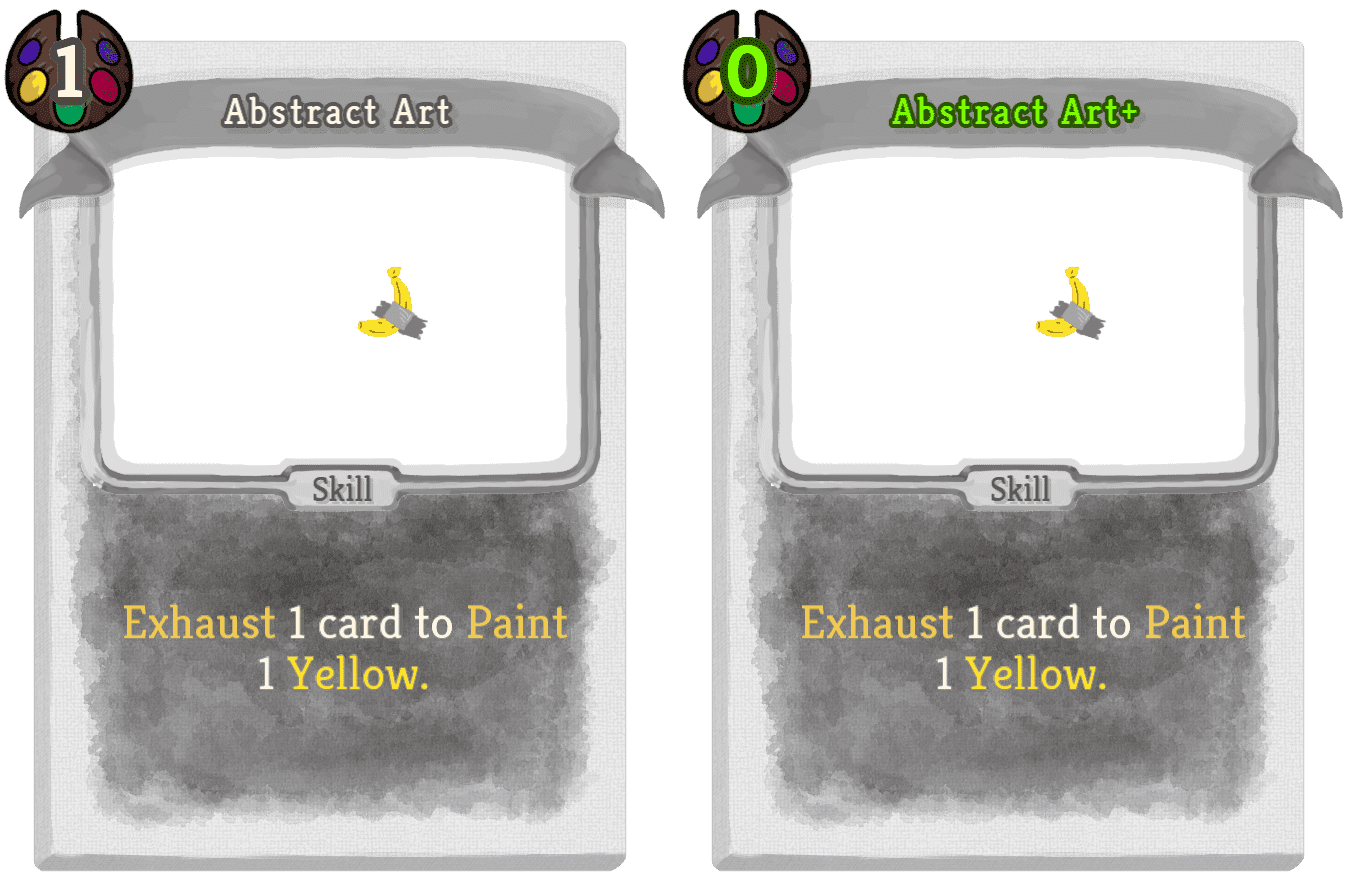 1
Abstract Art
Skill
Exhaust 1 card to Paint
1 Yellow.
0
Abstract Art+
Skill
Exhaust 1 card to Paint
1 Yellow.